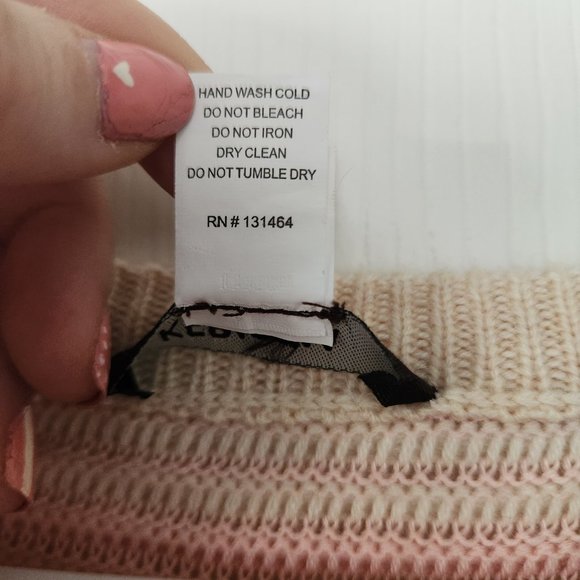 HAND WASH COLD
DO NOT BLEACH
DO NOT IRON
DRY CLEAN
DO NOT TUMBLE DRY
RN # 131464